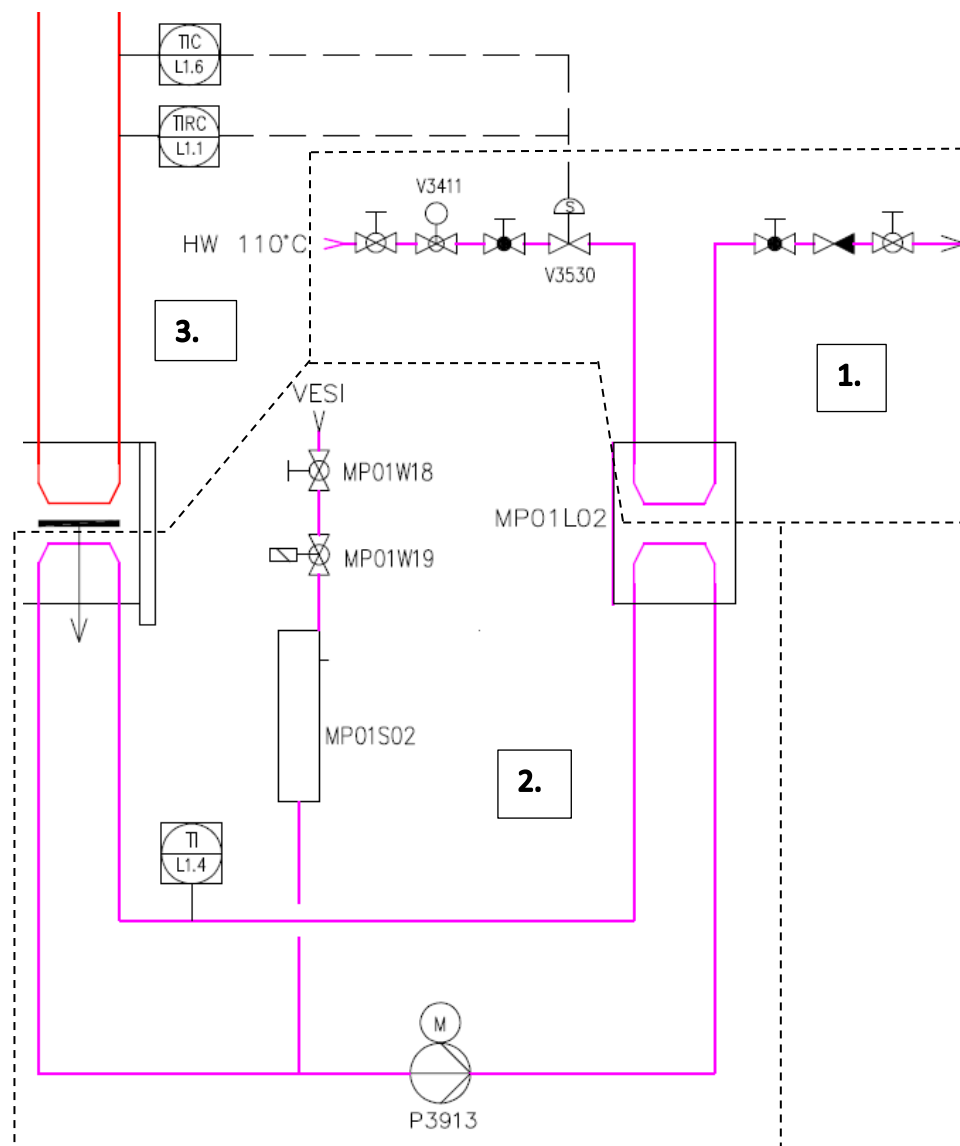 TIC
L1.6
TIRC
L1.1
V3411
S
HW 110°C
V3530
3.
1.
VESI
MP01W18
MP01L02
MP01W19
MP01S02
2.
TI
L1.4
M
P3913